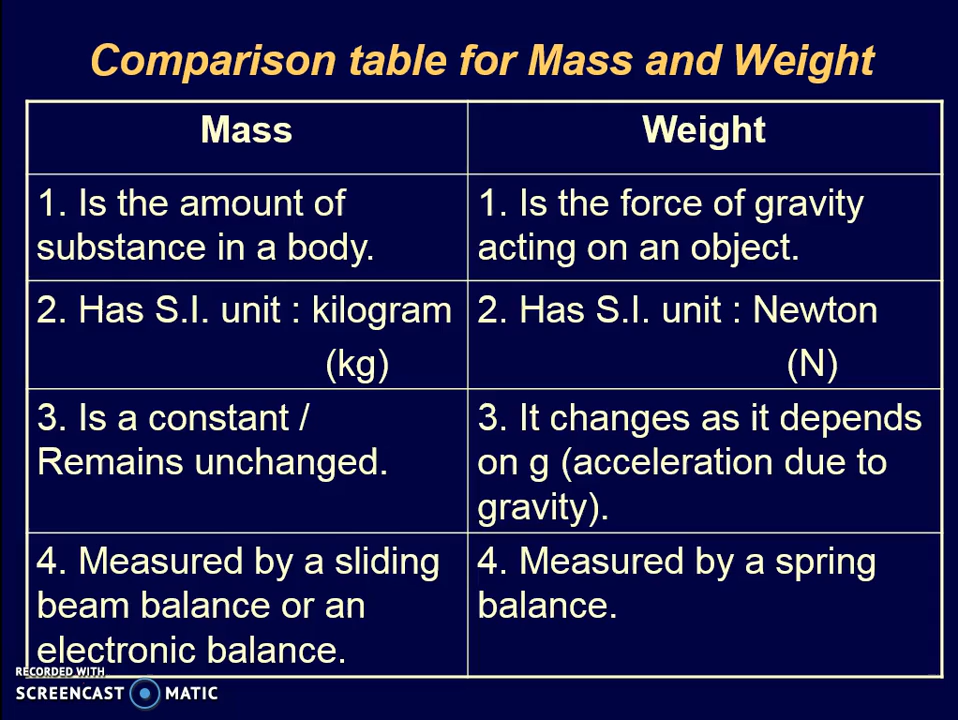 Comparison table for Mass and Weight
Mass
Weight
1. Is the amount of
substance in a body.
1. Is the force of gravity
acting on an object.
2. Has S.I. unit : kilogram
(kg)
2. Has S.I. unit : Newton
(N)
3. Is a constant /
Remains unchanged.
3. It changes as it depends
on g (acceleration due to
gravity).
4. Measured by a sliding
beam balance or an
electronic balance.
4. Measured by a spring
balance.
RECORDED WITH
SCREENCAST MATIC